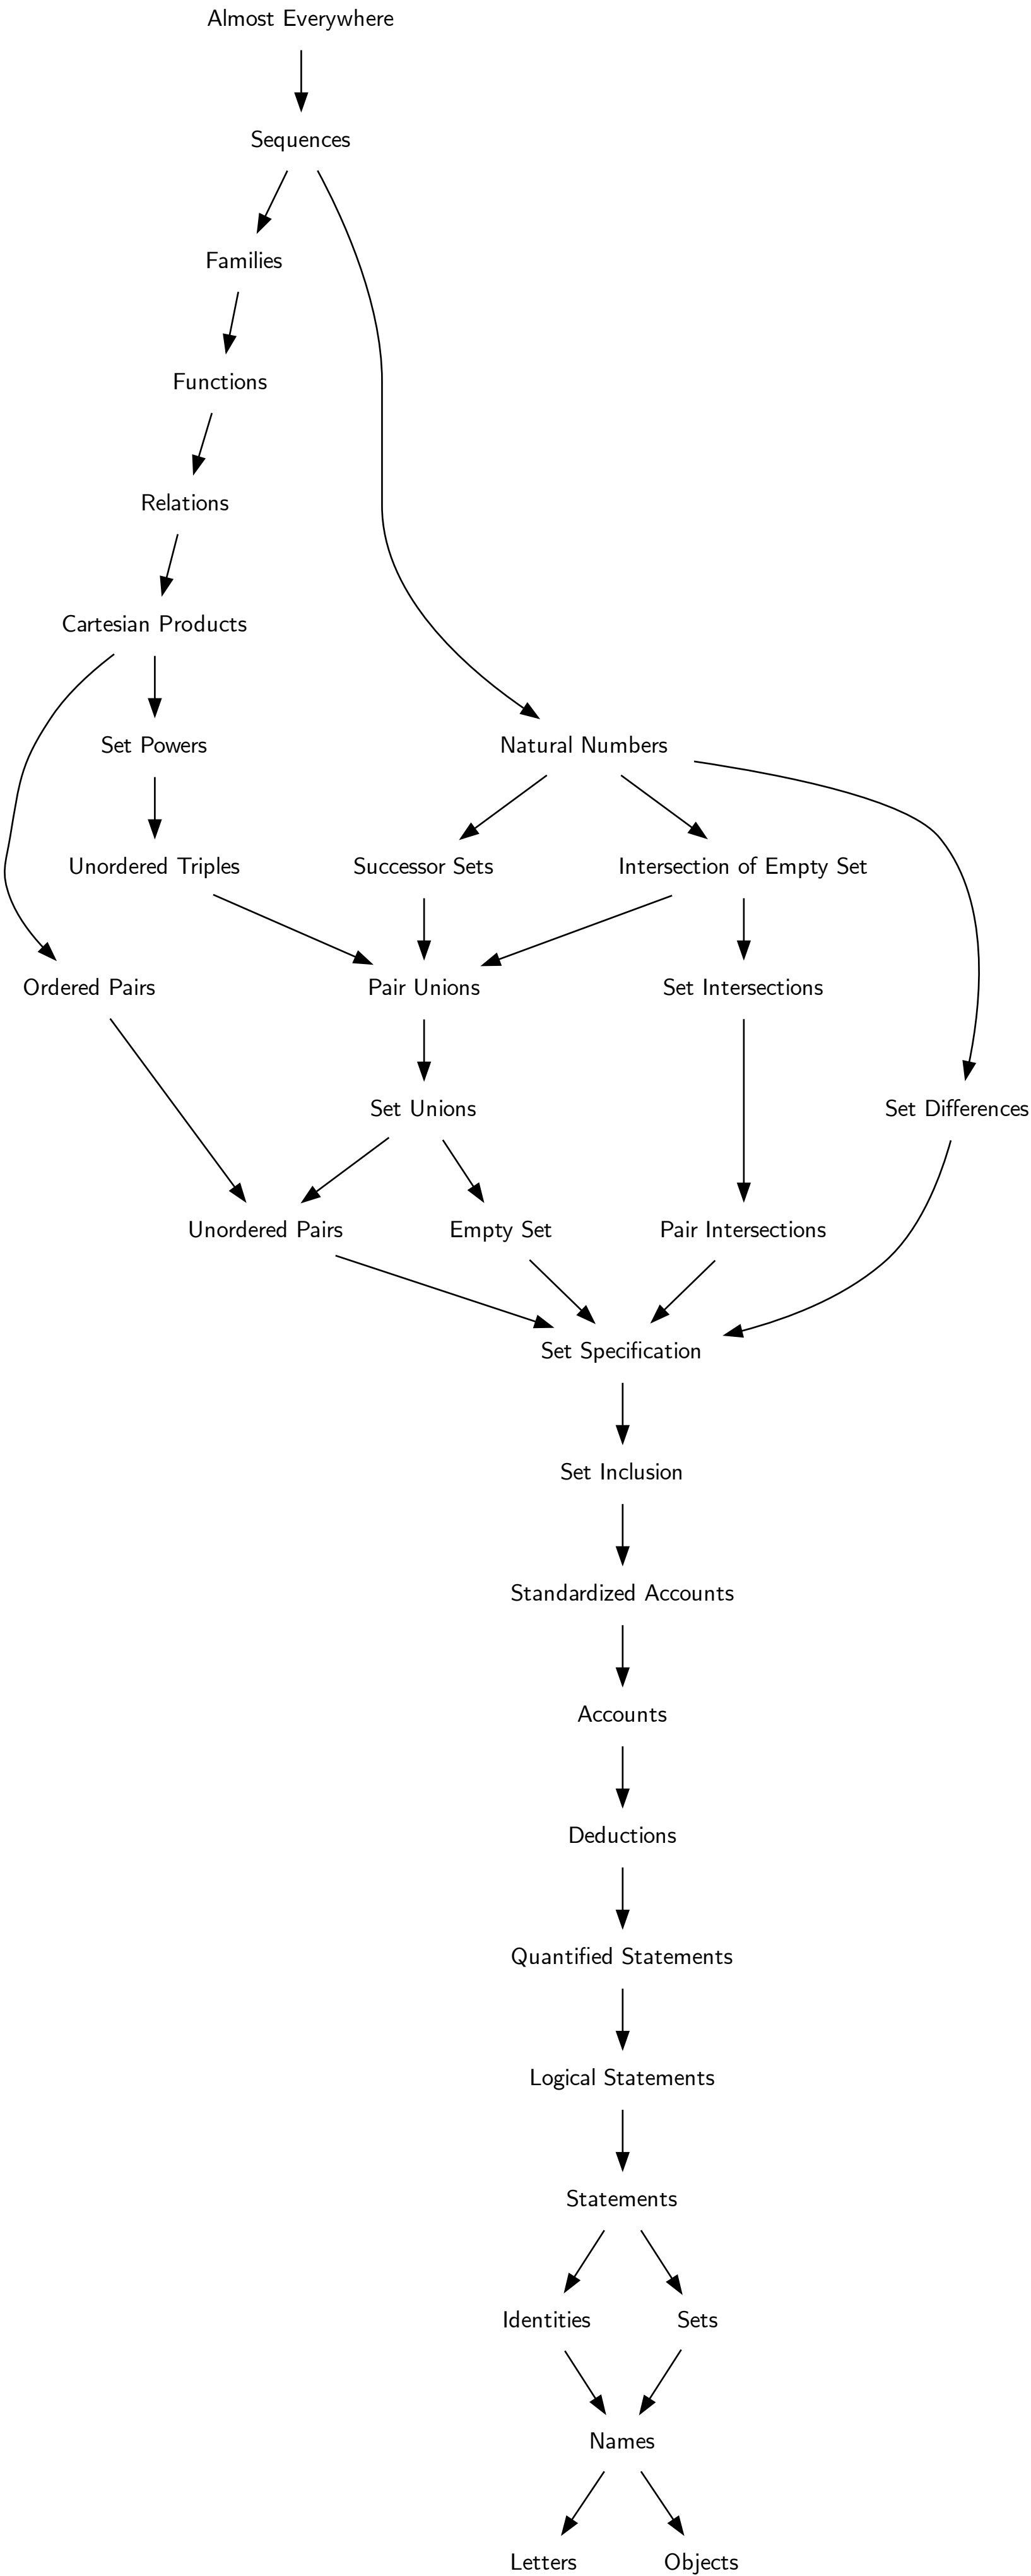 Almost Everywhere
Sequences
Families
Functions
Relations
Cartesian Products
Set Powers
Natural Numbers
Unordered Triples
Successor Sets
Intersection of Empty Set
Ordered Pairs
Pair Unions
Set Intersections
Set Unions
Set Differences
Unordered Pairs
Empty Set
Pair Intersections
Set Specification
Set Inclusion
Standardized Accounts
Accounts
Deductions
Quantified Statements
Logical Statements
Statements
Identities
Sets
Names
Letters
Objects